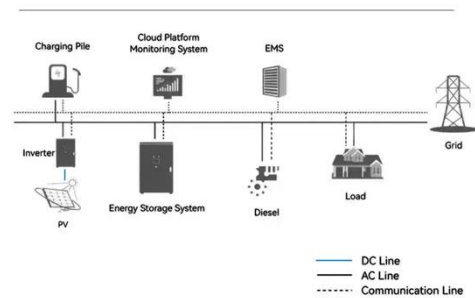 Charging Pile
Cloud Platform
Monitoring System
EMS
Inverter
Grid
PV
Energy Storage System
Diesel
Load
DC Line
AC Line
Communication Line